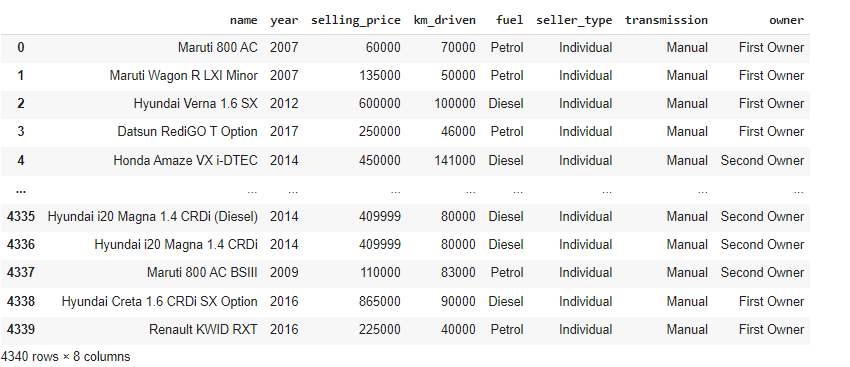 name year selling_price km_driven fuel seller_type transmission owner
0 Maruti 800 AC 2007 60000 70000 Petrol Individual Manual First Owner
1 Maruti Wagon R LXI Minor 2007 135000 50000 Petrol Individual Manual First Owner
2 Hyundai Verna 1.6 SX 2012 600000 100000 Diesel Individual Manual First Owner
3 Datsun RediGO T Option 2017 250000 46000 Petrol Individual Manual First Owner
4 Honda Amaze VX i-DTEC 2014 450000 141000 Diesel Individual Manual Second Owner
... ... ... ... ... ... ... ... ...
4335 Hyundai i20 Magna 1.4 CRDi (Diesel) 2014 409999 80000 Diesel Individual Manual Second Owner
4336 Hyundai i20 Magna 1.4 CRDi 2014 409999 80000 Diesel Individual Manual Second Owner
4337 Maruti 800 AC BSIII 2009 110000 83000 Petrol Individual Manual Second Owner
4338 Hyundai Creta 1.6 CRDi SX Option 2016 865000 90000 Diesel Individual Manual First Owner
4339 Renault KWID RXT 2016 225000 40000 Petrol Individual Manual First Owner
4340 rows × 8 columns